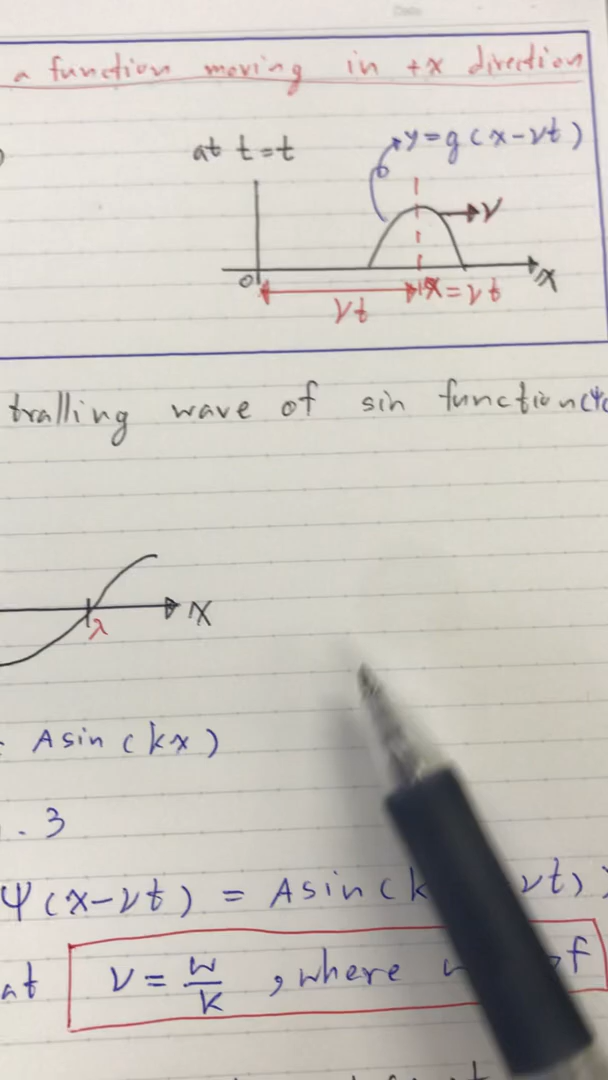 a function moving in +x direction
at t=t
y=g(x-vt)
v
0
x
vt
x=vt
tralling wave of sin function(
λ
x
= Asin(kx)
.3
ψ(x-vt) = Asin(k vt)
at v = w/k , where f